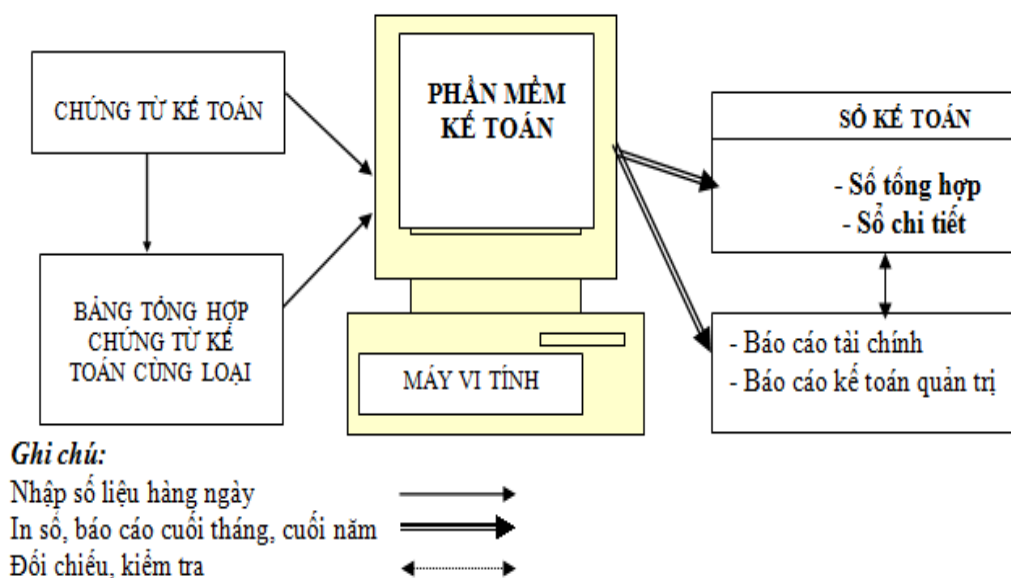 CHỨNG TỪ KẾ TOÁN
BẢNG TỔNG HỢP
CHỨNG TỪ KẾ
TOÁN CÙNG LOẠI
PHẦN MỀM
KẾ TOÁN
MÁY VI TÍNH
SỔ KẾ TOÁN
- Sổ tổng hợp
- Sổ chi tiết
- Báo cáo tài chính
- Báo cáo kế toán quản trị
Ghi chú:
Nhập số liệu hàng ngày
In sổ, báo cáo cuối tháng, cuối năm
Đối chiếu, kiểm tra